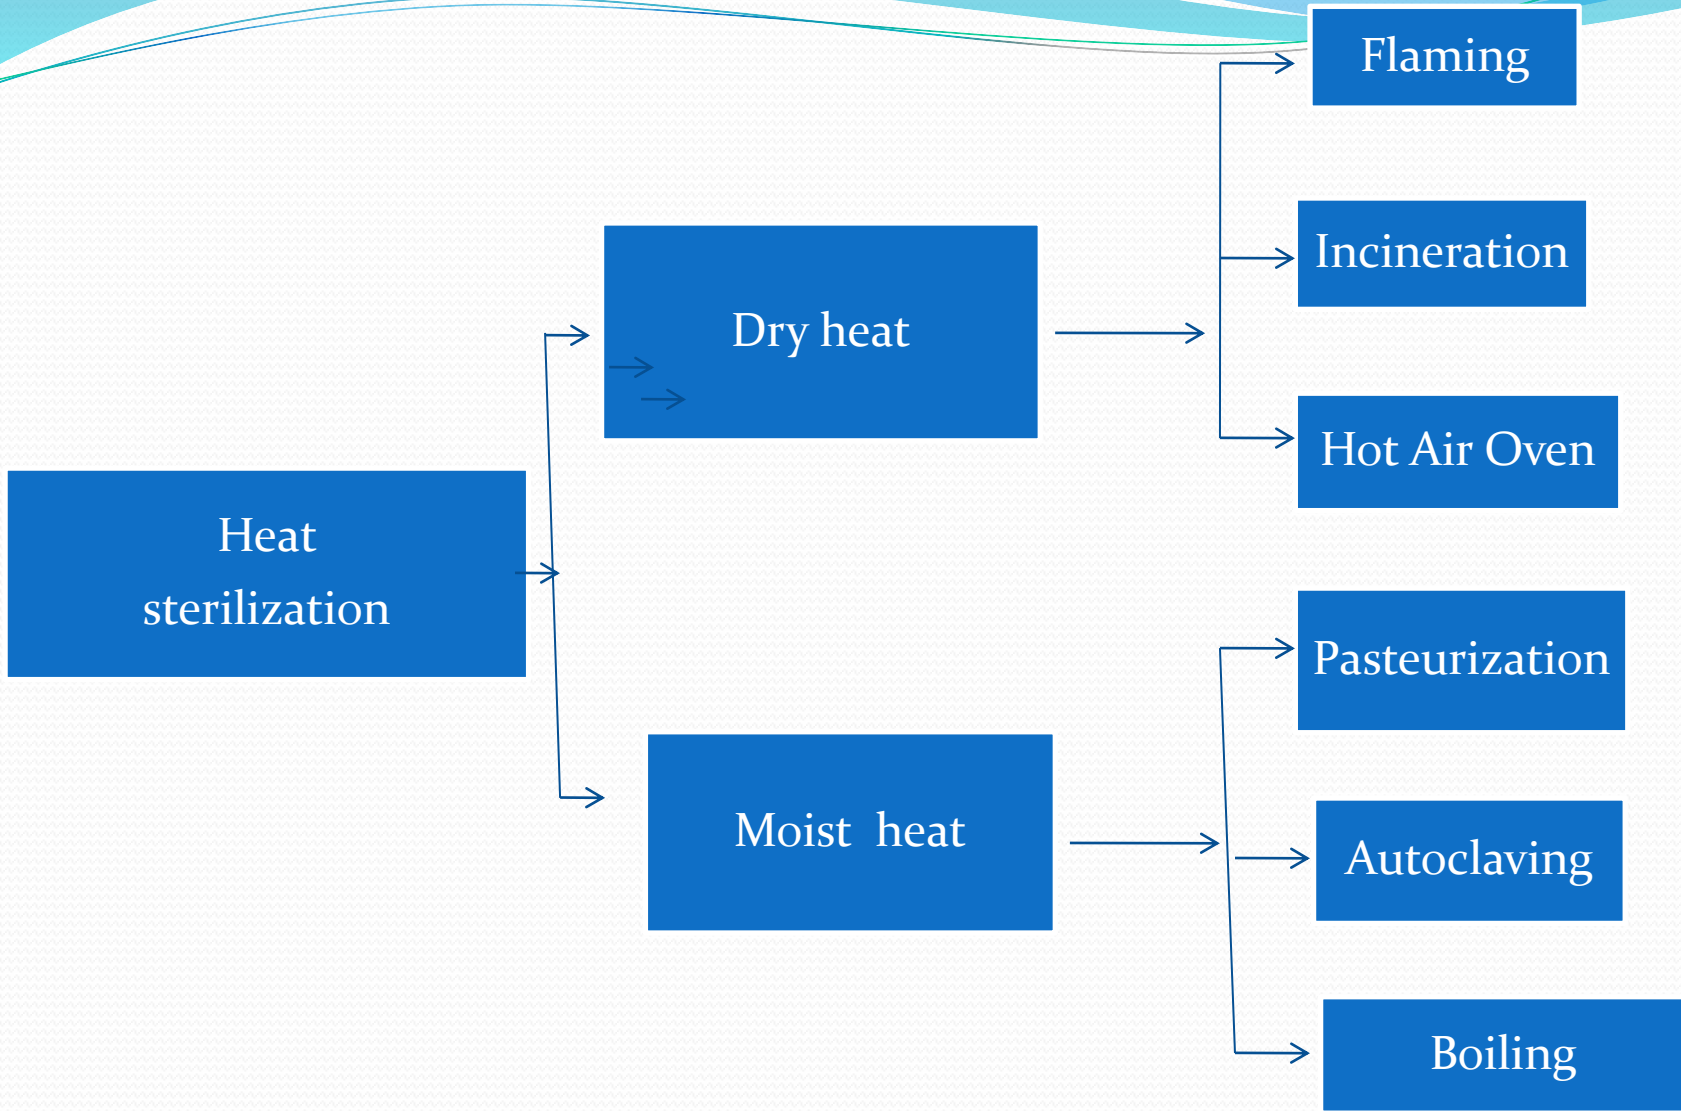 Flaming
Incineration
Dry heat
Hot Air Oven
Heat
sterilization
Pasteurization
Moist heat
Autoclaving
Boiling